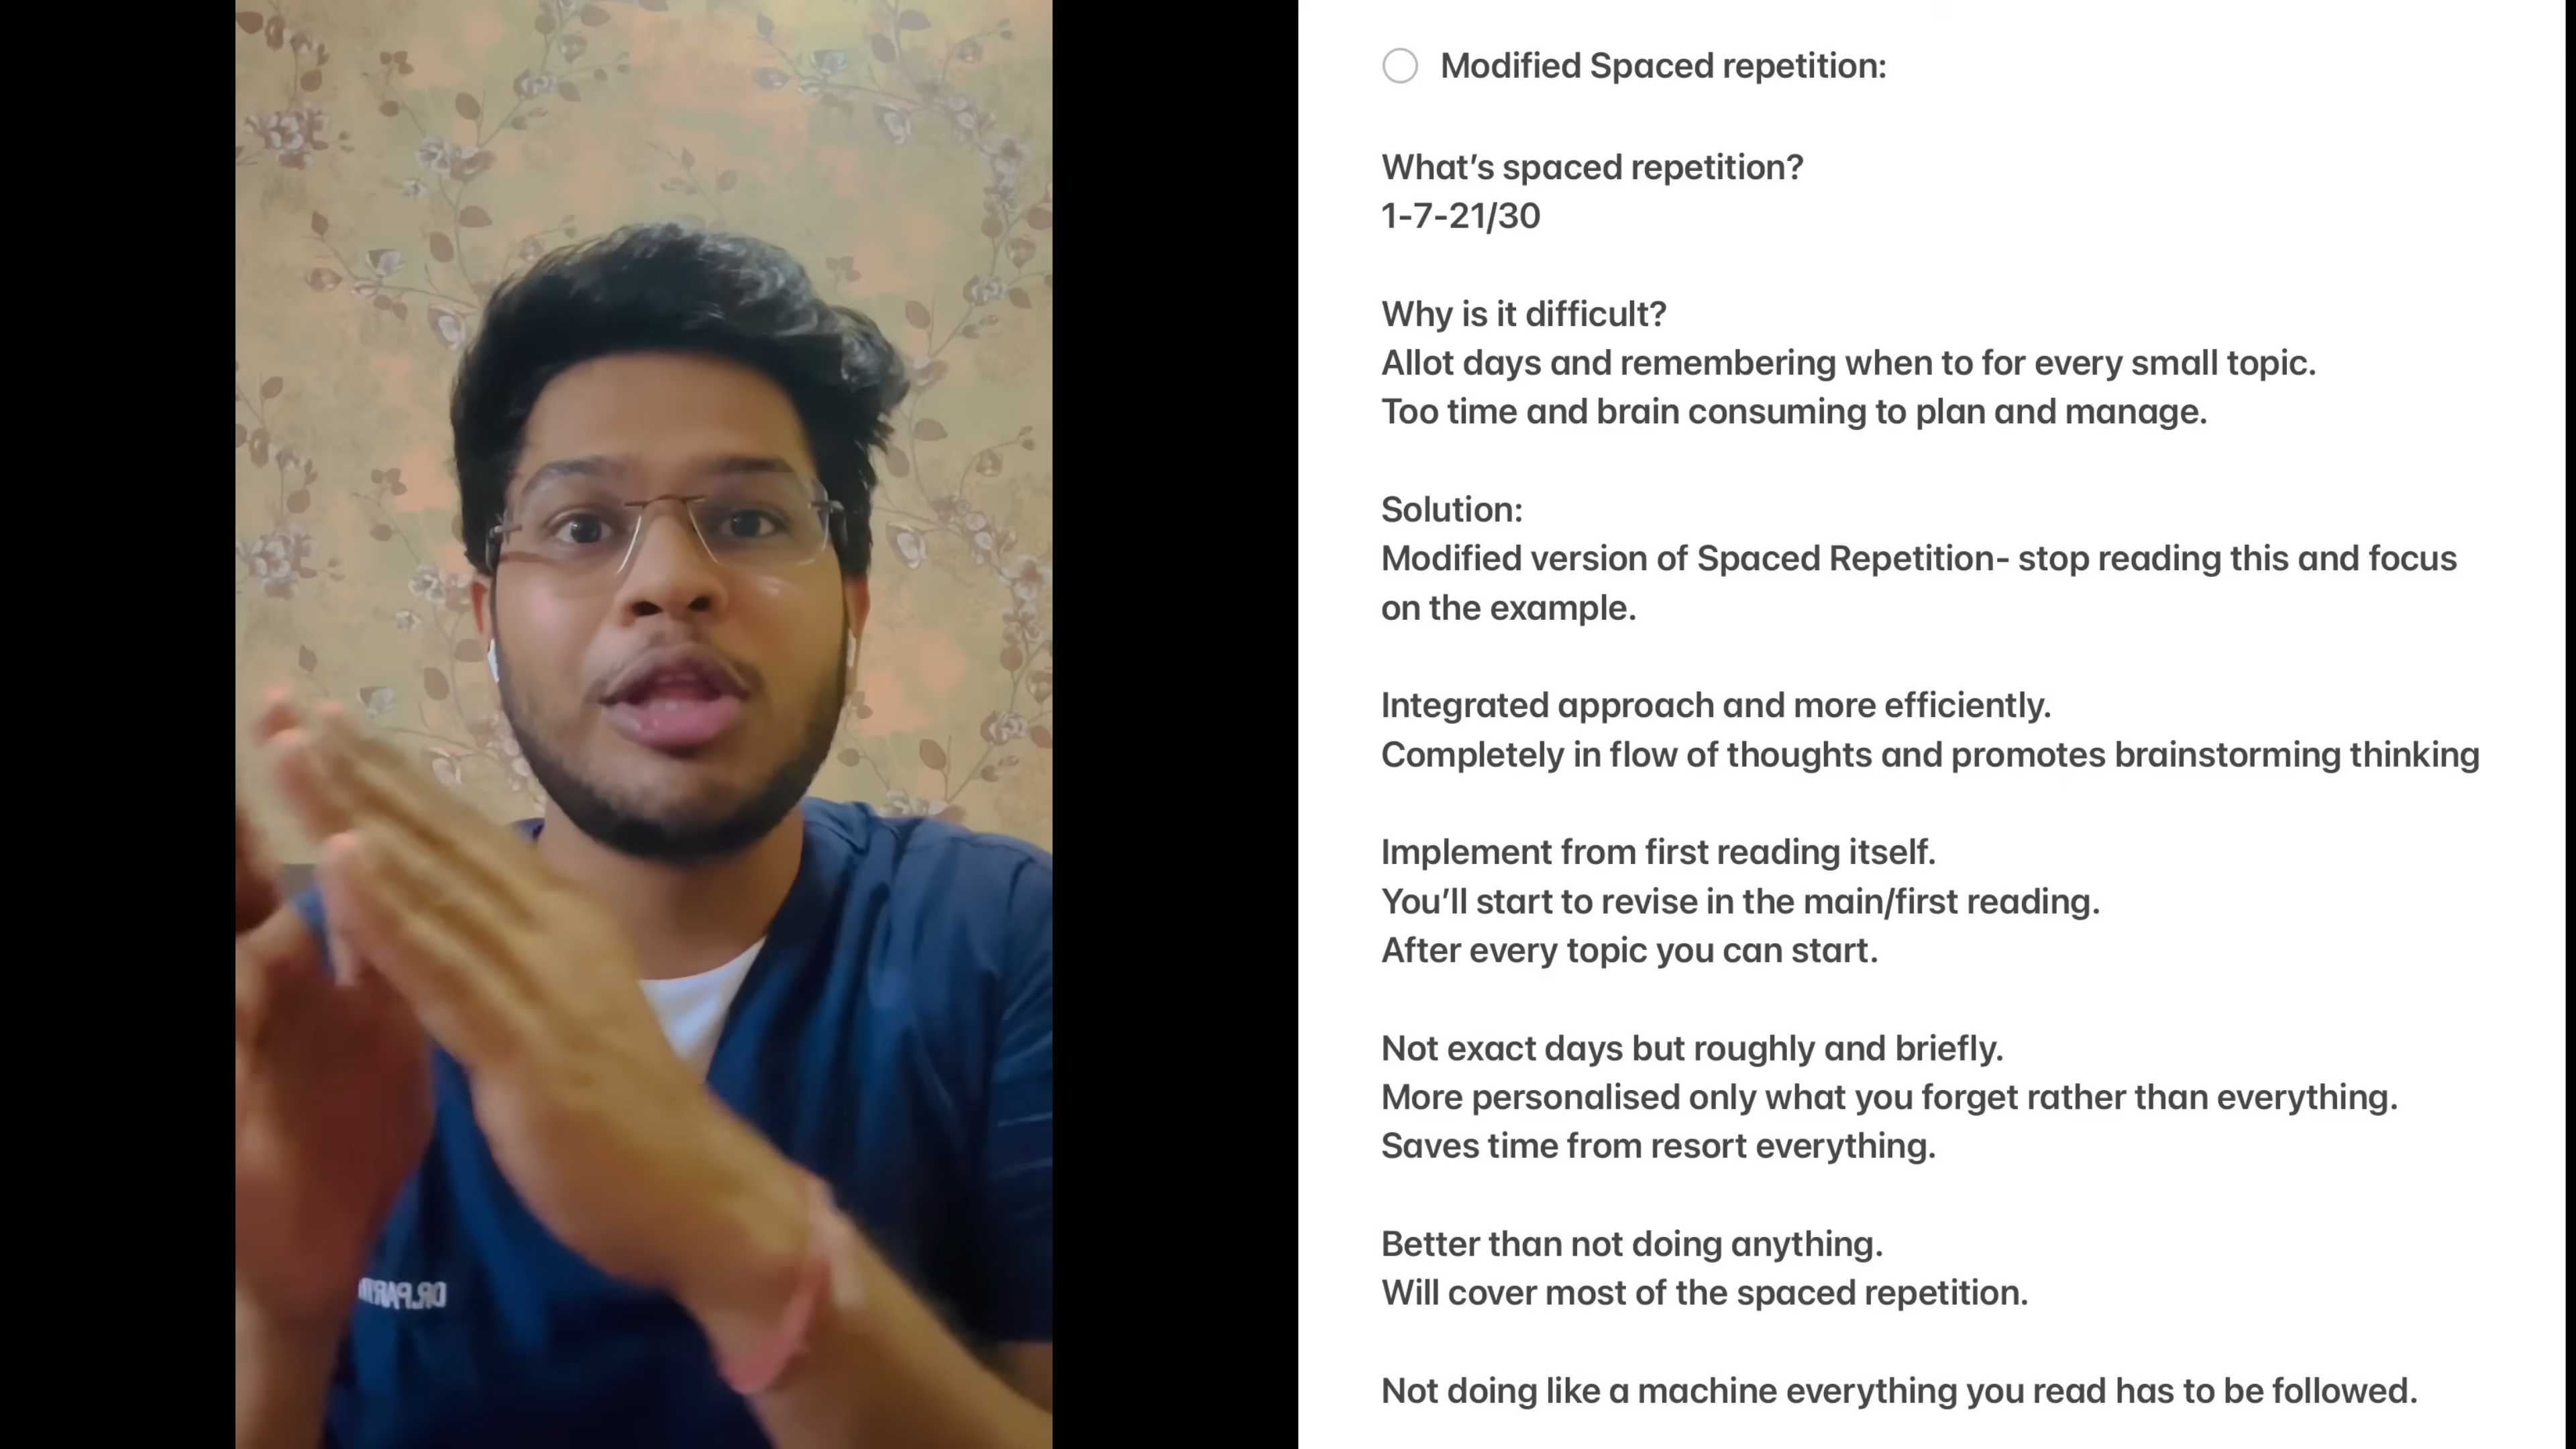 Modified Spaced repetition:
What's spaced repetition?
1-7-21/30
Why is it difficult?
Allot days and remembering when to for every small topic.
Too time and brain consuming to plan and manage.
Solution:
Modified version of Spaced Repetition- stop reading this and focus
on the example.
Integrated approach and more efficiently.
Completely in flow of thoughts and promotes brainstorming thinking
Implement from first reading itself.
You'll start to revise in the main/first reading.
After every topic you can start.
Not exact days but roughly and briefly.
More personalised only what you forget rather than everything.
Saves time from resort everything.
Better than not doing anything.
Will cover most of the spaced repetition.
Not doing like a machine everything you read has to be followed.
DR.PARTH